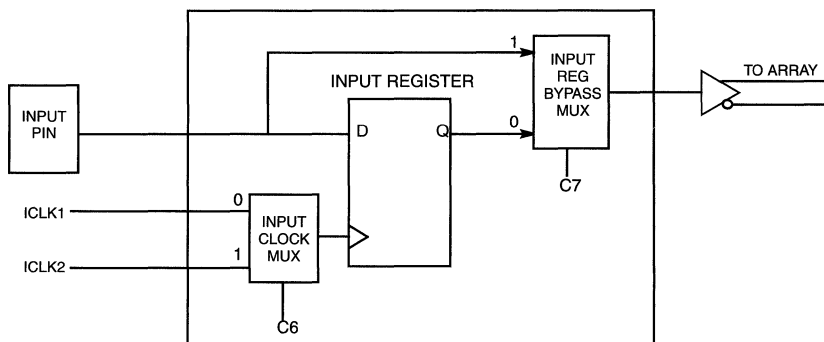 1
INPUT
REG
BYPASS
MUX
TO ARRAY
INPUT REGISTER
INPUT
PIN
D
Q
0
C7
ICLK1
0
INPUT
CLOCK
MUX
ICLK2
1
C6